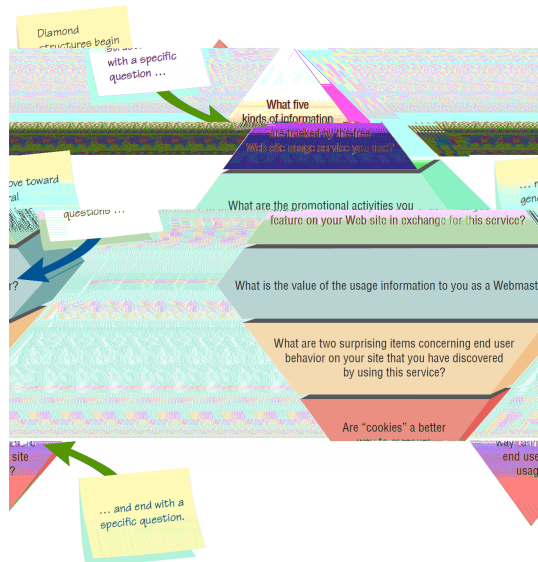 Diamond
structures begin
with a specific
question ...
What five
kinds of information
are tracked by the free
Web site usage service you use?
ove toward
ral
questions ...
What are the promotional activities you
feature on your Web site in exchange for this service?
r?
What is the value of the usage information to you as a Webmast
What are two surprising items concerning end user
behavior on your site that you have discovered
by using this service?
Are “cookies” a better
site
?
end use
usag
... and end with a
specific question.